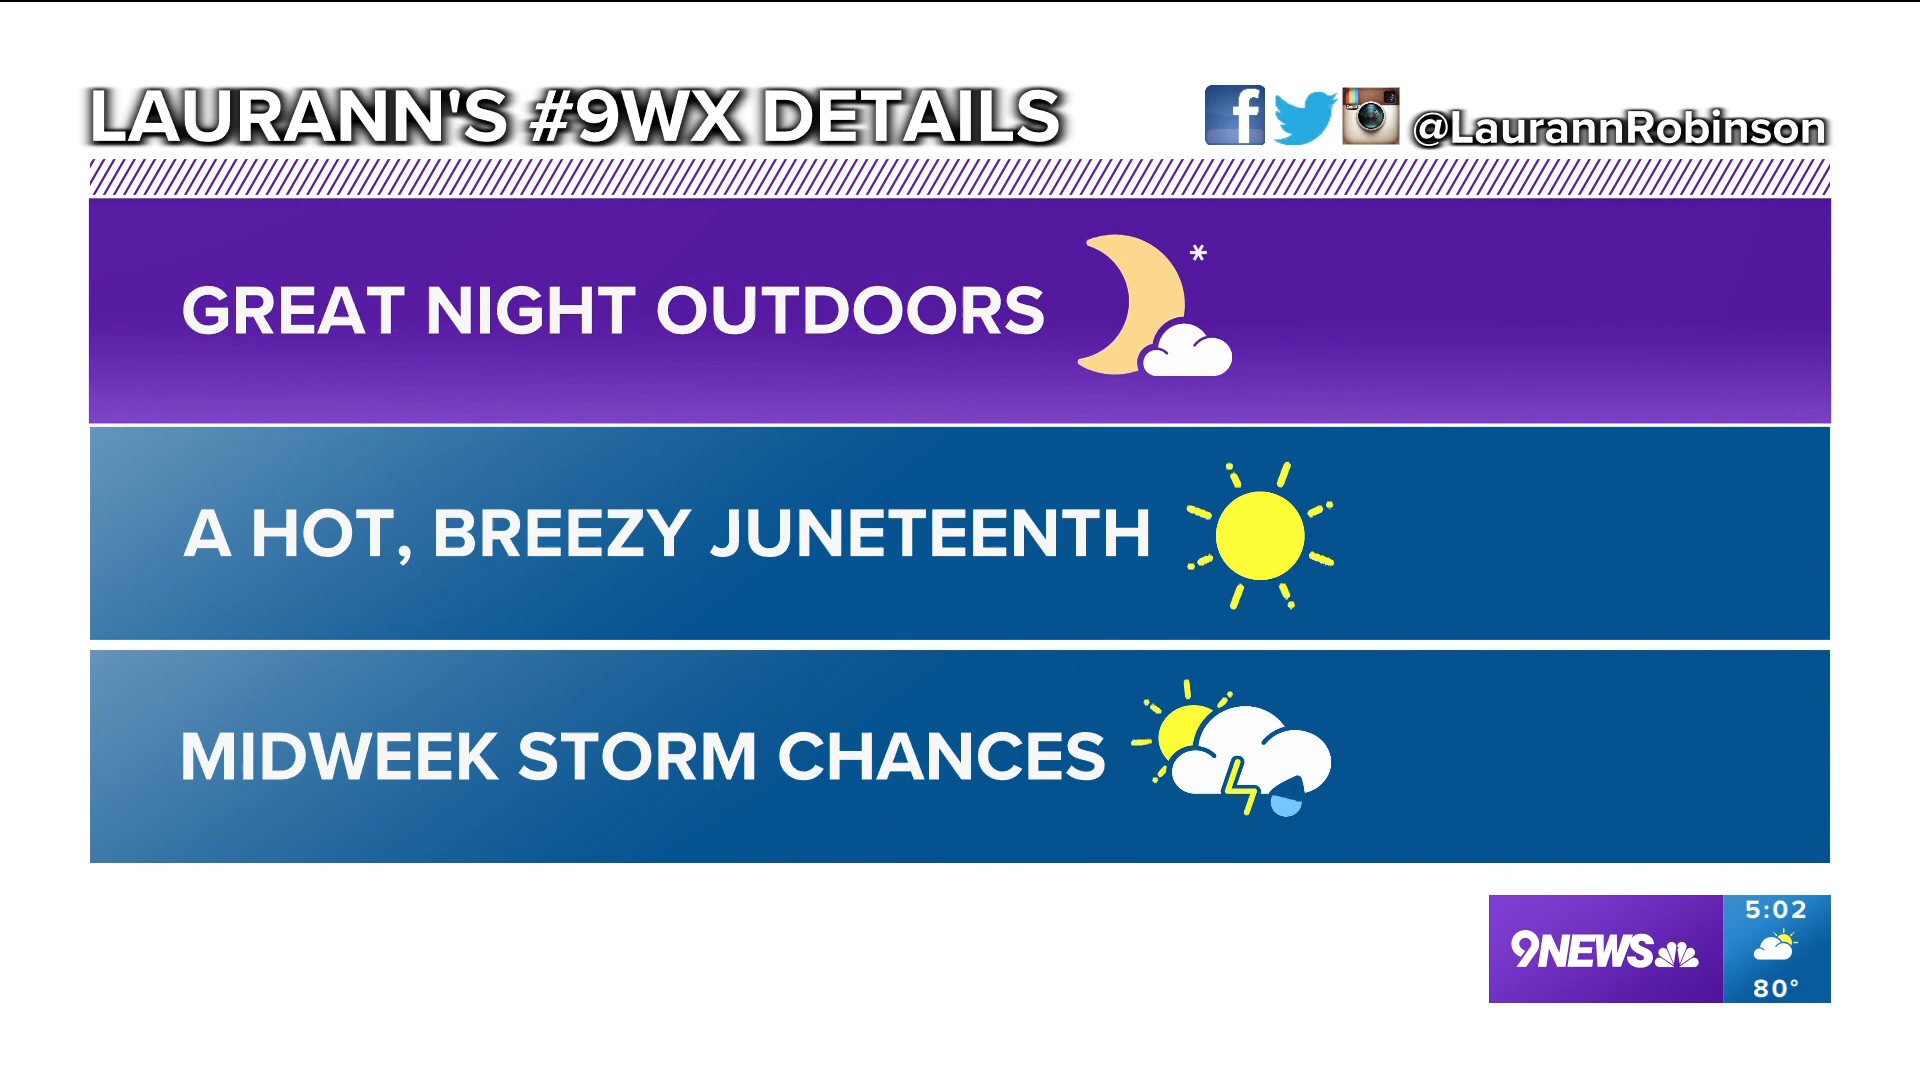 LAURANN'S #9WX DETAILS
@LaurannRobinson
GREAT NIGHT OUTDOORS
A HOT, BREEZY JUNETEENTH
MIDWEEK STORM CHANCES
5:02
9NEWS
80°